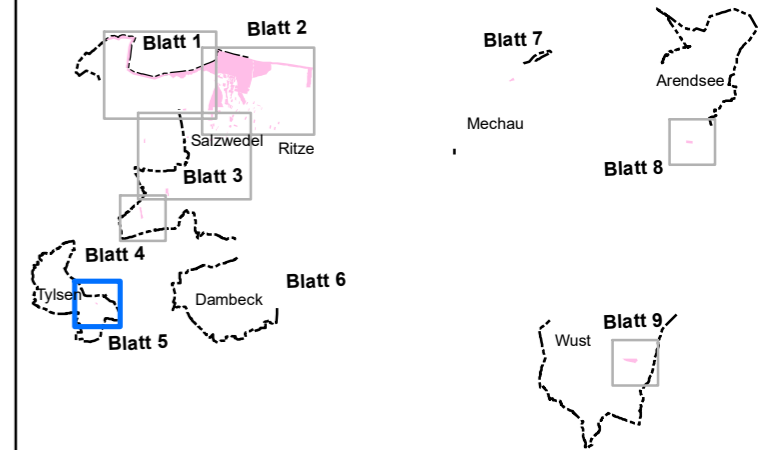 Blatt 1
Blatt 2
Blatt 7
Arendsee
Mechau
Salzwedel
Ritze
Blatt 8
Blatt 3
Blatt 4
Blatt 6
Tylsen
Dambeck
Blatt 5
Blatt 9
Wust